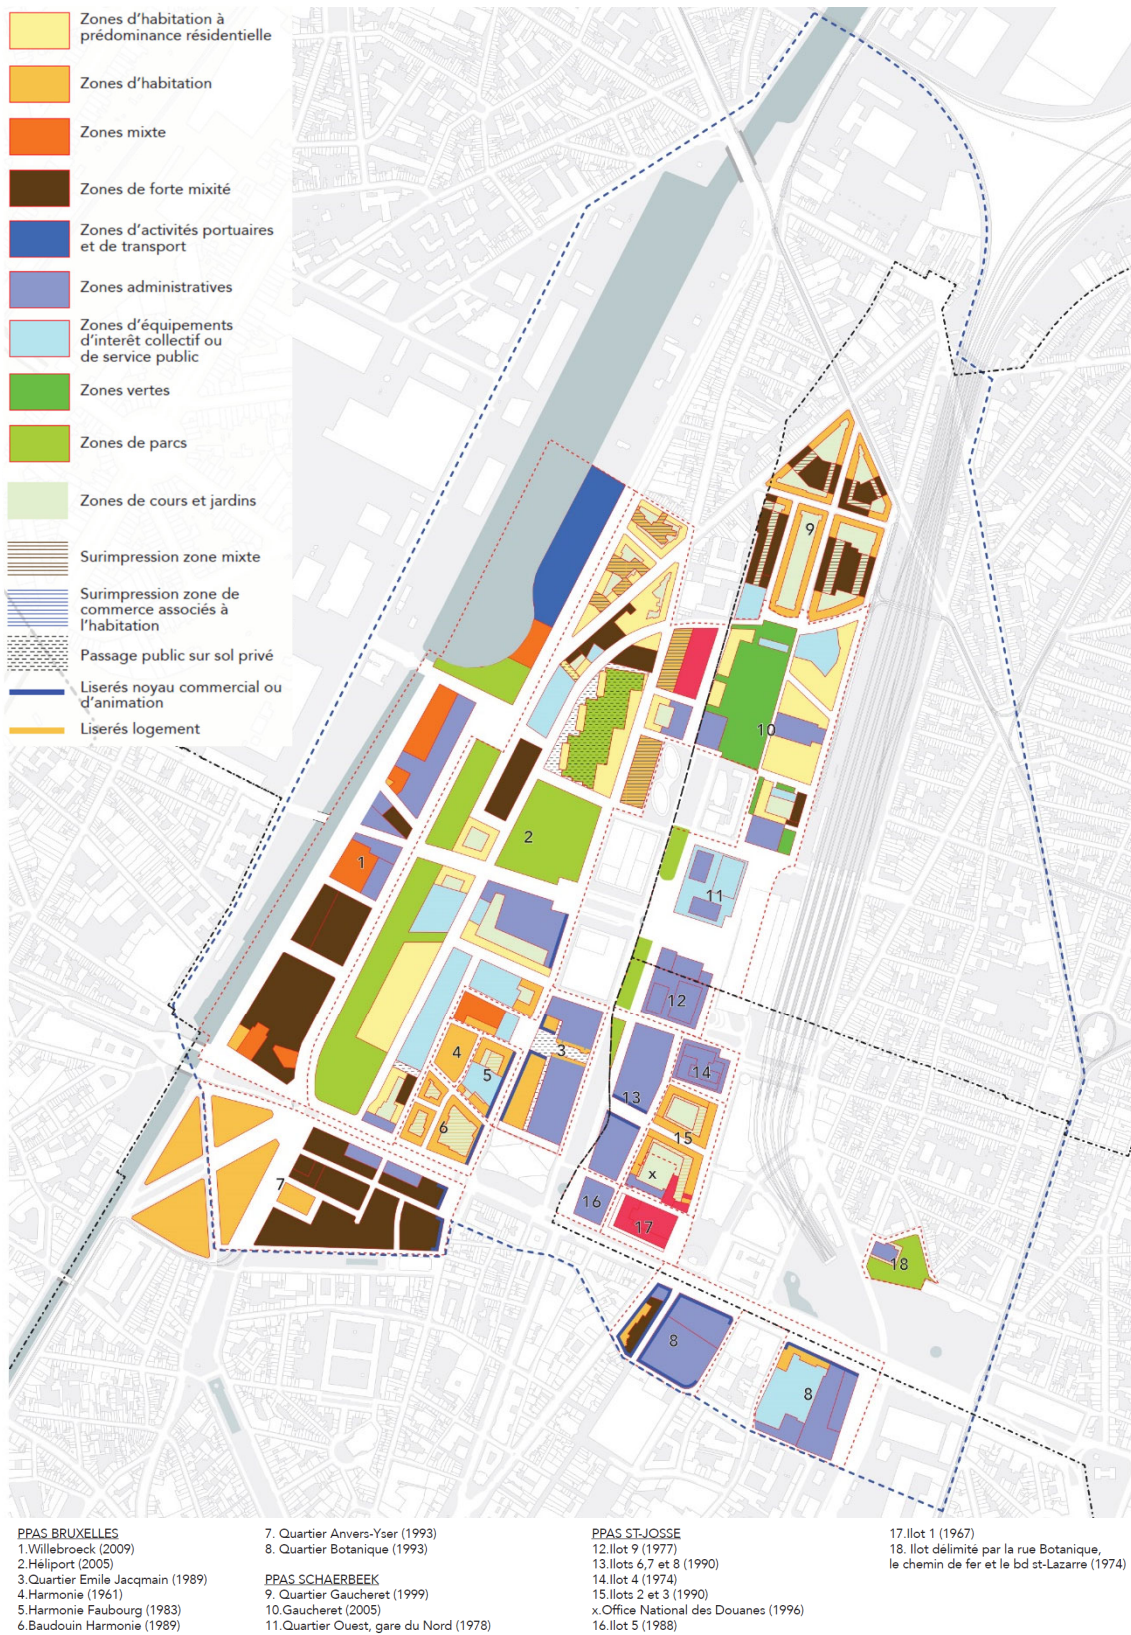 Zones d'habitation à
prédominance résidentielle
Zones d'habitation
Zones mixte
Zones de forte mixité
Zones d'activités portuaires
et de transport
Zones administratives
Zones d'équipements
d'interêt collectif ou
de service public
Zones vertes
Zones de parcs
Zones de cours et jardins
Surimpression zone mixte
Surimpression zone de
commerce associés à
l'habitation
Passage public sur sol privé
Liserés noyau commercial ou
d'animation
Liserés logement
9
10
2
1
11
12
3
4
5
14
13
6
15
x
7
16
17
18
8
8
PPAS BRUXELLES
1.Willebroeck (2009)
2.Héliport (2005)
3.Quartier Emile Jacqmain (1989)
4.Harmonie (1961)
5.Harmonie Faubourg (1983)
6.Baudouin Harmonie (1989)
7. Quartier Anvers-Yser (1993)
8. Quartier Botanique (1993)
PPAS SCHAERBEEK
9. Quartier Gaucheret (1999)
10.Gaucheret (2005)
11.Quartier Ouest, gare du Nord (1978)
PPAS ST-JOSSE
12.Ilot 9 (1977)
13.Ilots 6,7 et 8 (1990)
14.Ilot 4 (1974)
15.Ilots 2 et 3 (1990)
x.Office National des Douanes (1996)
16.Ilot 5 (1988)
17.Ilot 1 (1967)
18. Ilot délimité par la rue Botanique,
le chemin de fer et le bd st-Lazarre (1974)